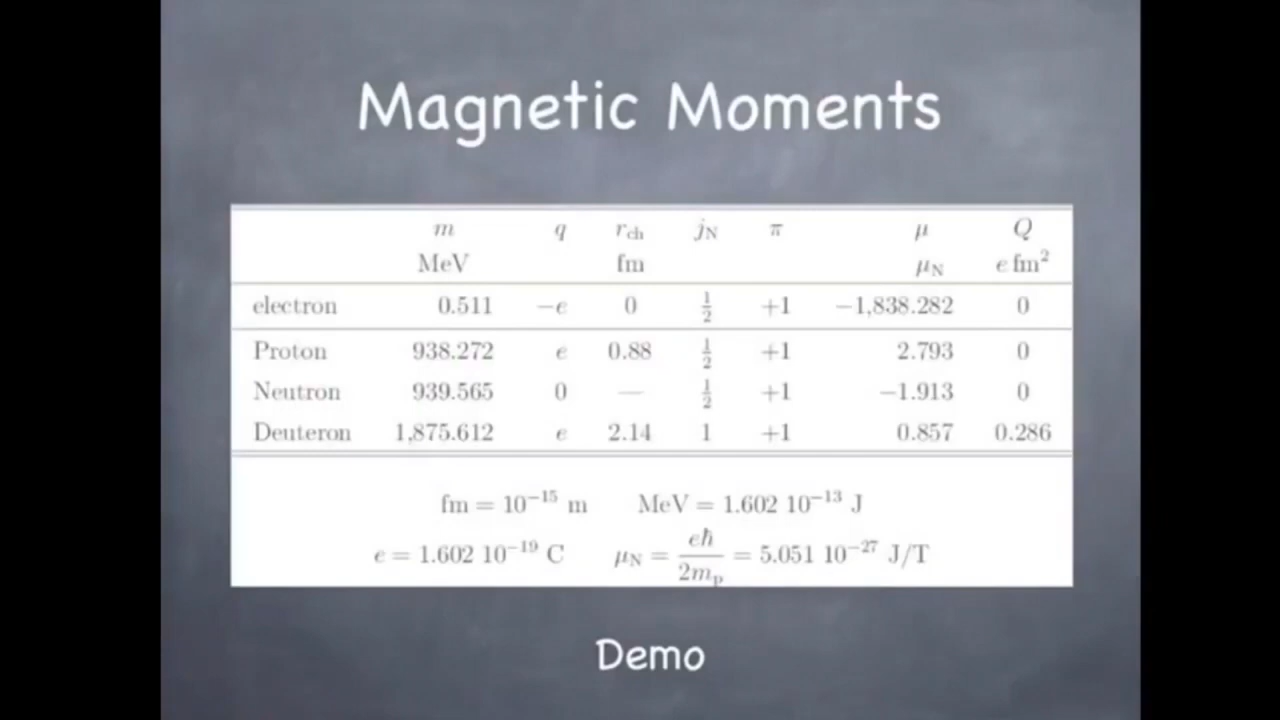 Magnetic Moments
m q r_ch j_N π μ Q
MeV fm μ_N e fm²
electron 0.511 −e 0 1/2 +1 −1,838.282 0
Proton 938.272 e 0.88 1/2 +1 2.793 0
Neutron 939.565 0 — 1/2 +1 −1.913 0
Deuteron 1,875.612 e 2.14 1 +1 0.857 0.286
fm = 10⁻¹⁵ m MeV = 1.602 10⁻¹³ J
e = 1.602 10⁻¹⁹ C μ_N = eħ/2m_p = 5.051 10⁻²⁷ J/T
Demo